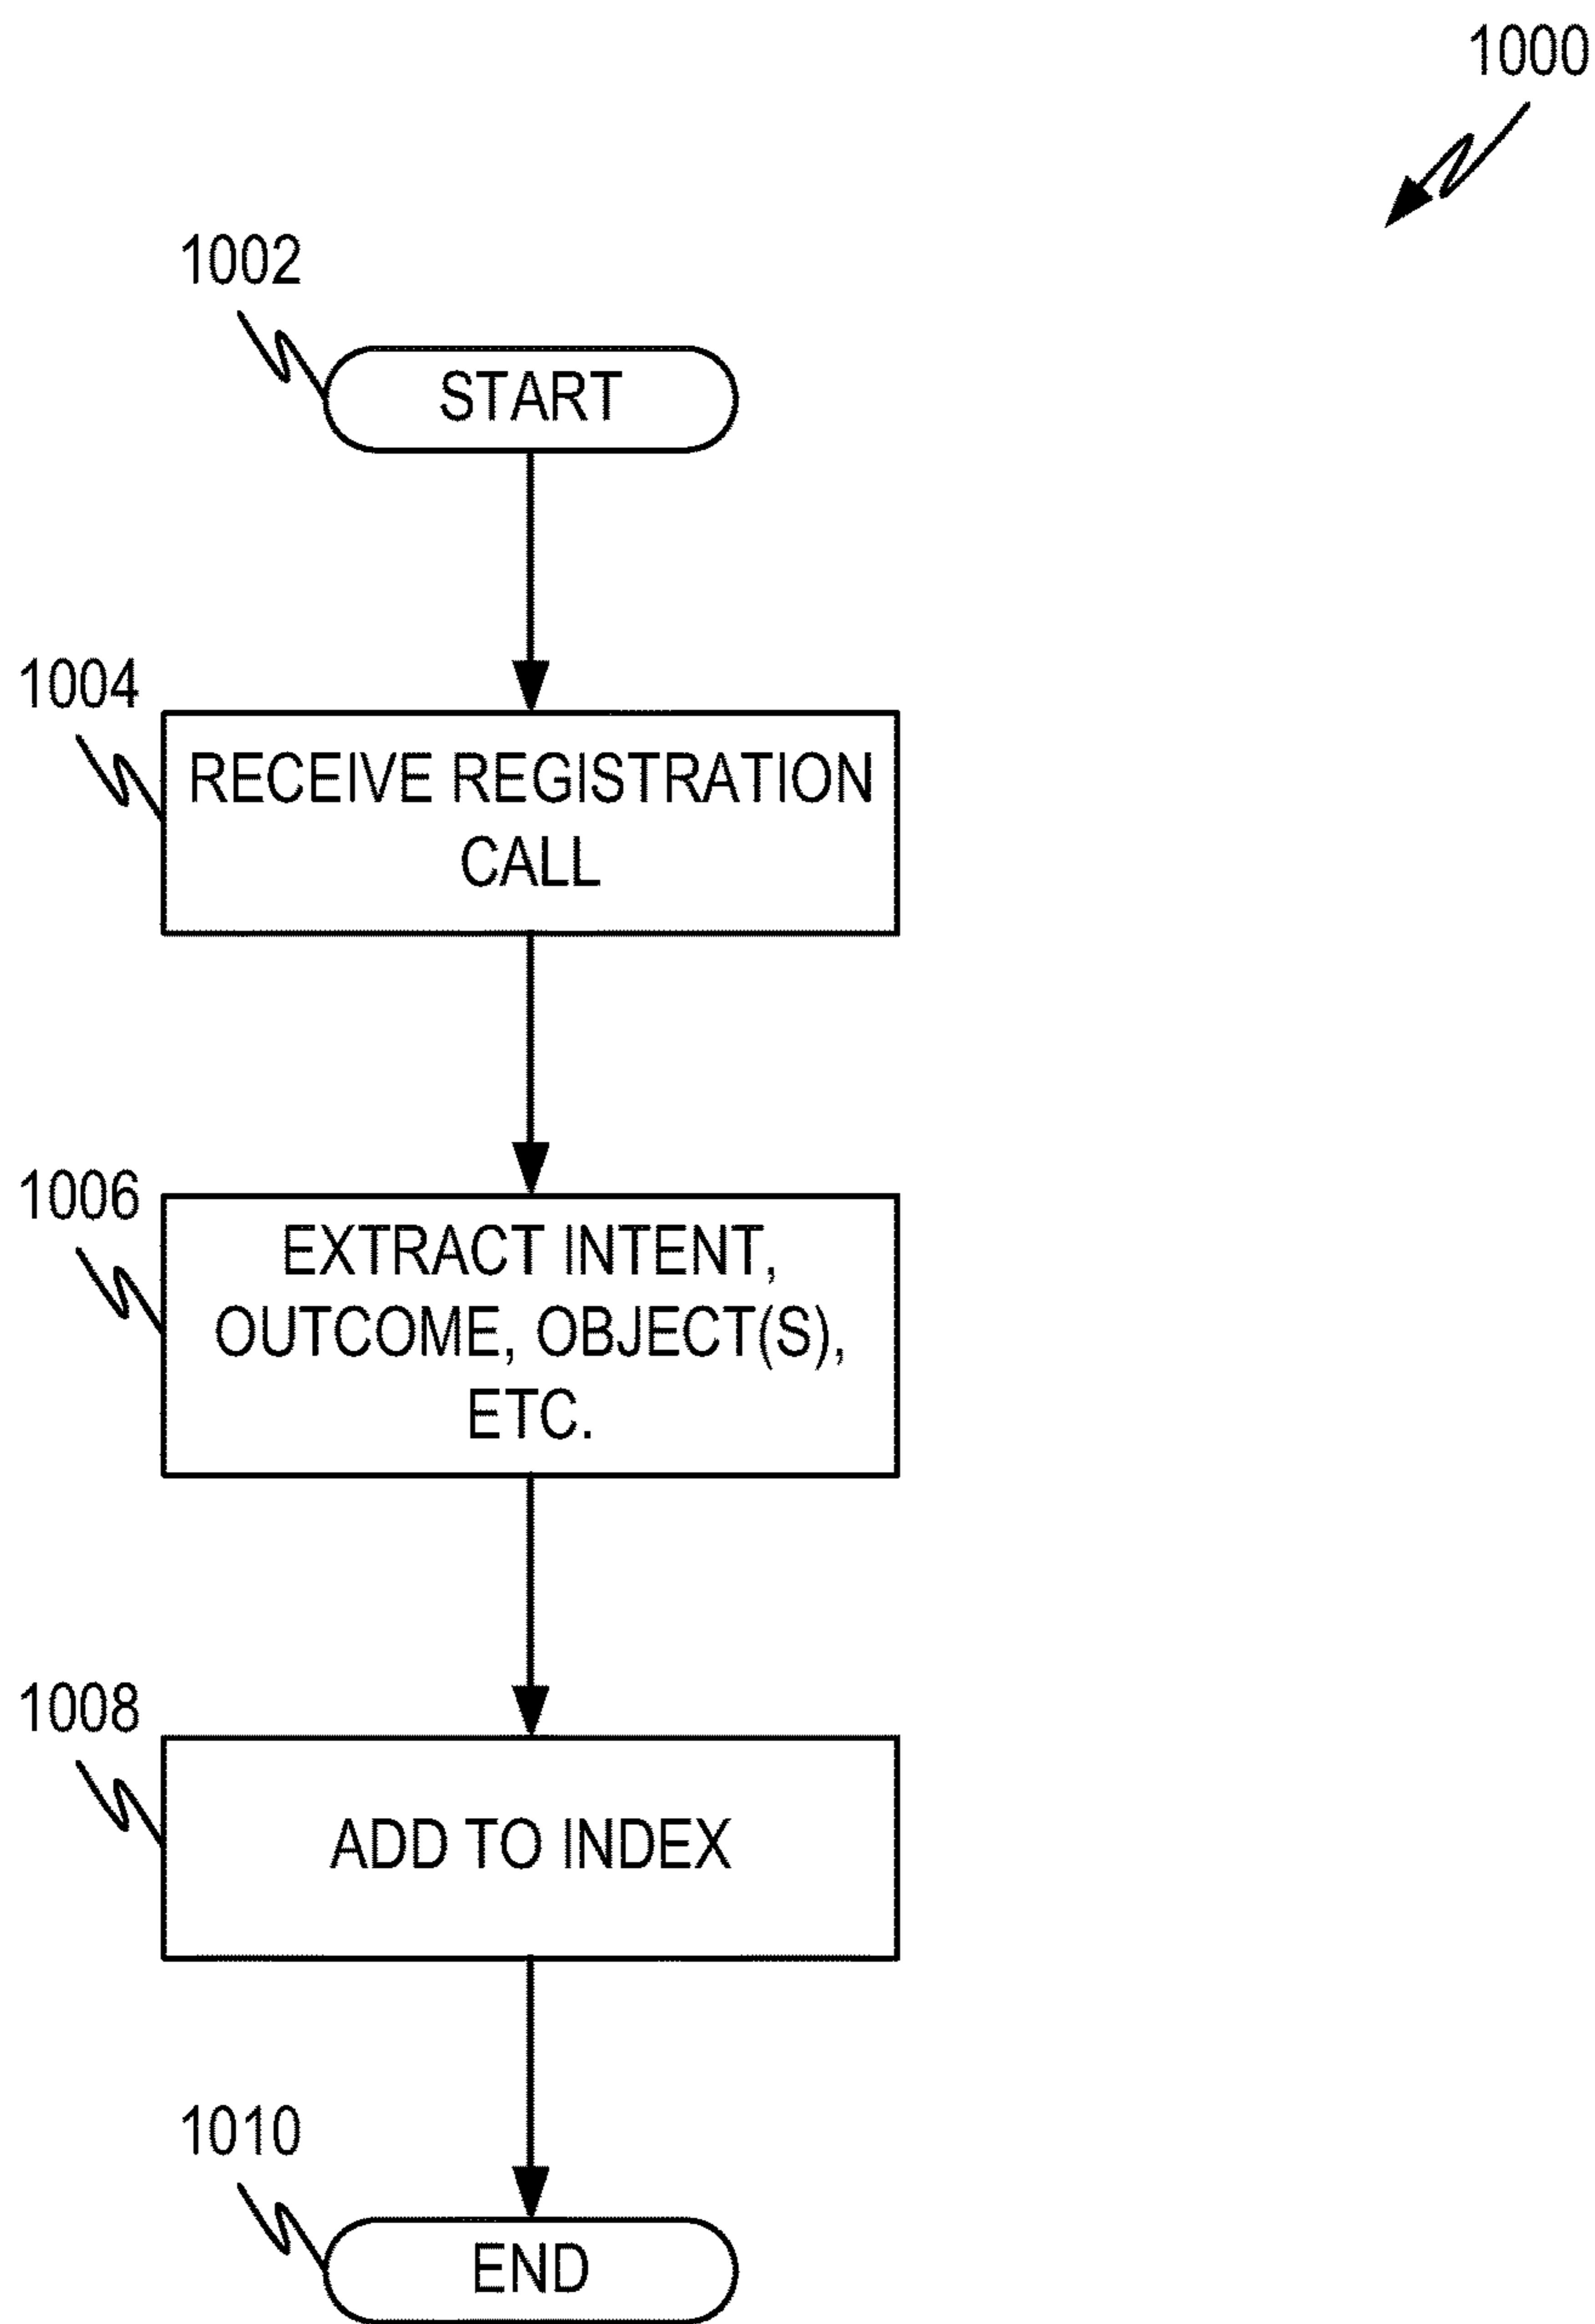 1000
1002
START
1004
RECEIVE REGISTRATION
CALL
1006
EXTRACT INTENT,
OUTCOME, OBJECT(S),
ETC.
1008
ADD TO INDEX
1010
END